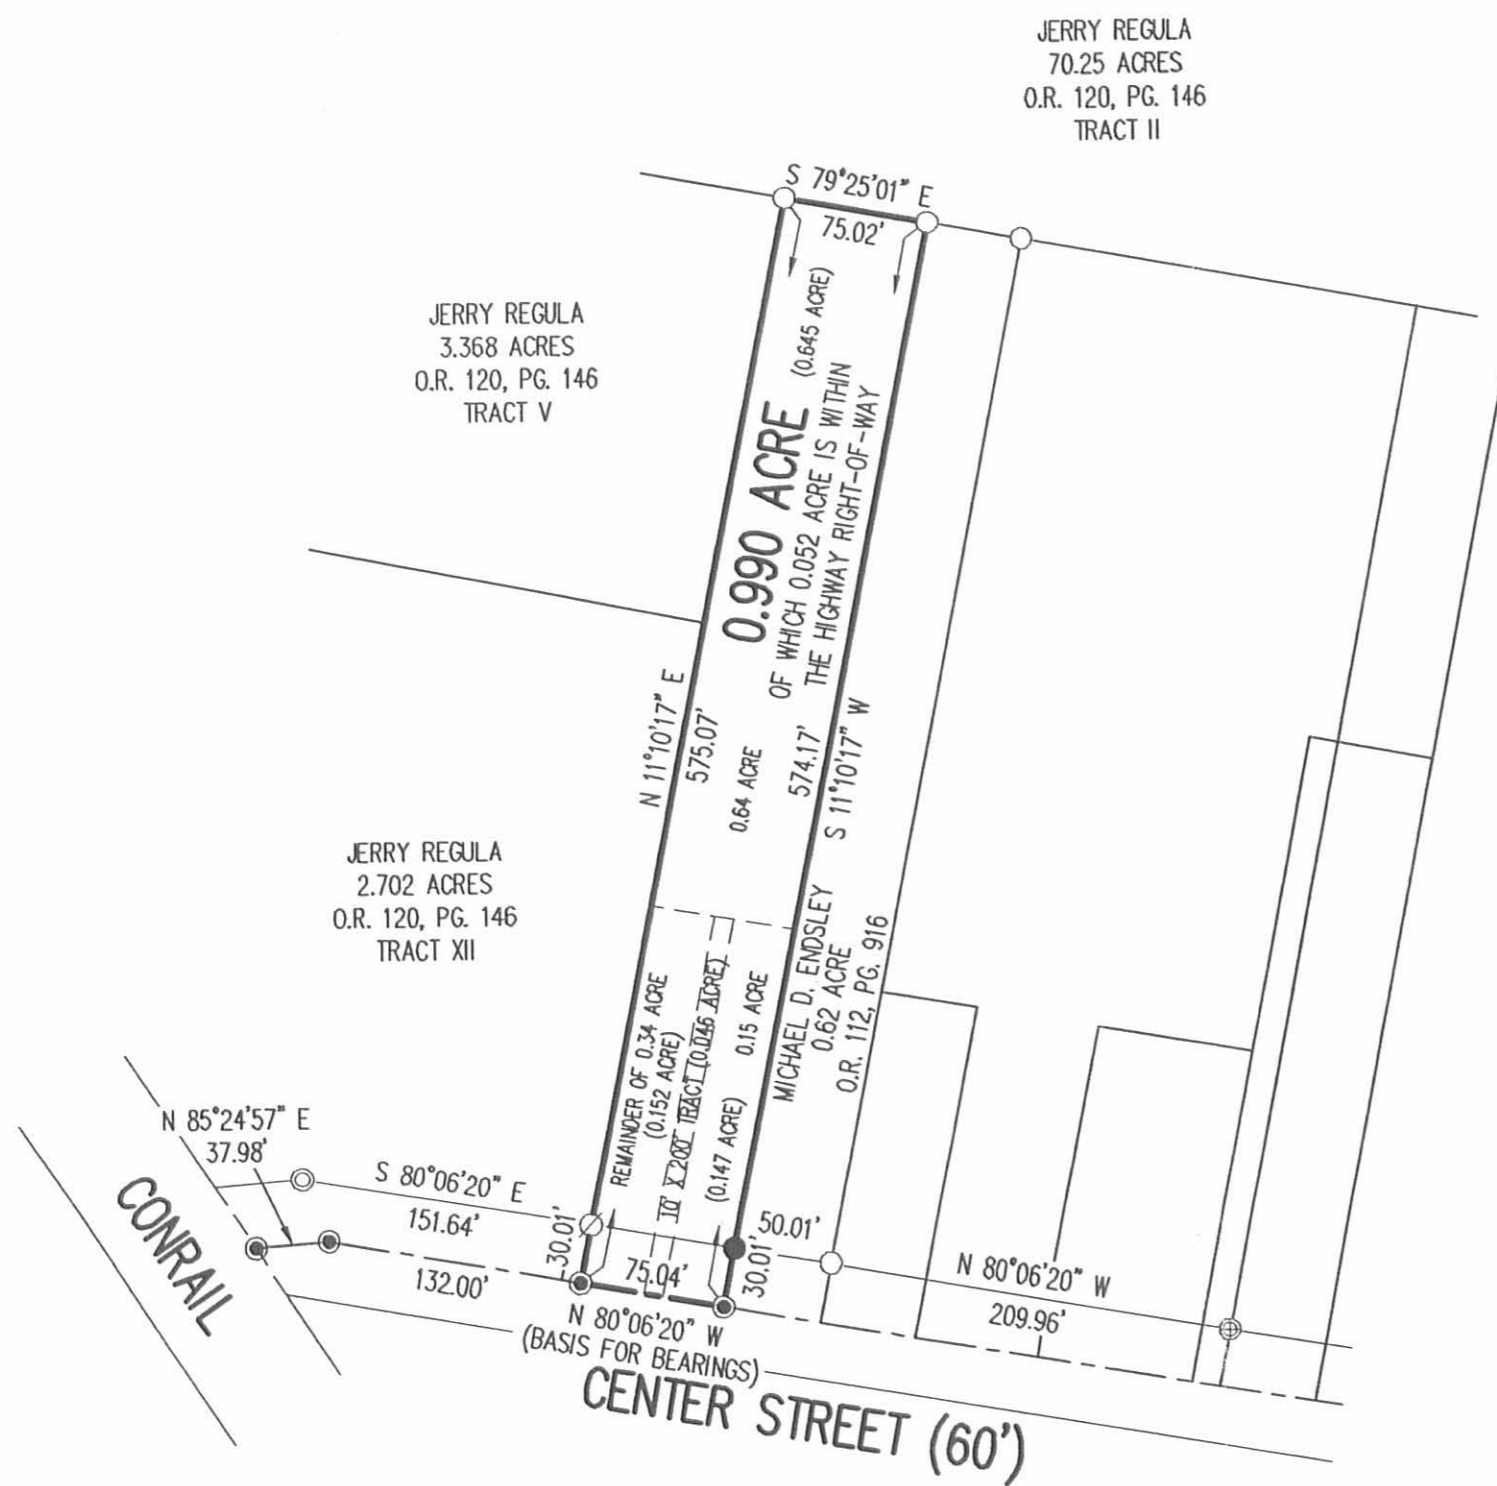 JERRY REGULA
70.25 ACRES
O.R. 120, PG. 146
TRACT II
S 79°25'01" E
75.02'
JERRY REGULA
3.368 ACRES
O.R. 120, PG. 146
TRACT V
0.990 ACRE
(0.645 ACRE)
OF WHICH 0.052 ACRE IS WITHIN
THE HIGHWAY RIGHT-OF-WAY
N 11°10'17" E
575.07'
0.64 ACRE
574.17'
S 11°10'17" W
JERRY REGULA
2.702 ACRES
O.R. 120, PG. 146
TRACT XII
REMAINDER OF 0.34 ACRE
(0.152 ACRE)
10' X 200' TRACT (0.046 ACRE)
0.15 ACRE
(0.147 ACRE)
MICHAEL D. ENDSLEY
0.62 ACRE
O.R. 112, PG. 916
N 85°24'57" E
37.98'
S 80°06'20" E
151.64'
132.00'
30.01'
75.04'
30.01'
50.01'
N 80°06'20" W
209.96'
N 80°06'20" W
(BASIS FOR BEARINGS)
CONRAIL
CENTER STREET (60')